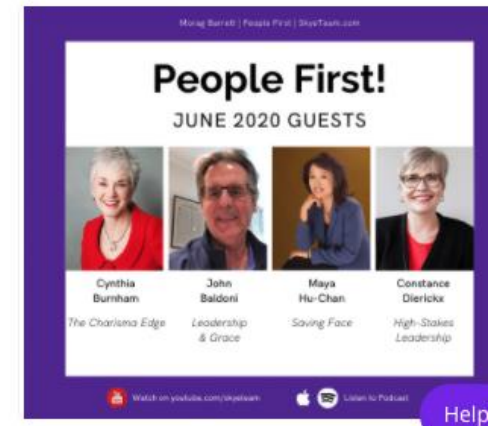 Morag Barrett | People First | SkyeTeam.com
People First!
JUNE 2020 GUESTS
Cynthia Burnham
The Charisma Edge
John Baldoni
Leadership & Grace
Maya Hu-Chan
Saving Face
Constance Dierickx
High-Stakes Leadership
Watch on youtube.com/skyeteam
Listen to Podcast
Help